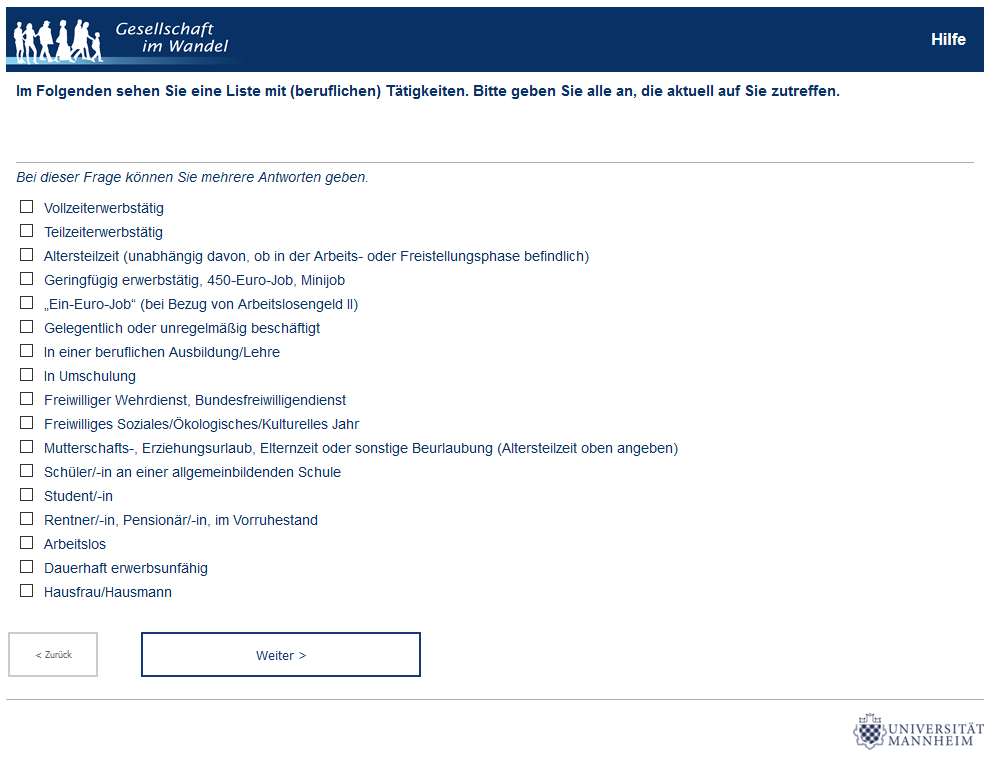 Gesellschaft
im Wandel
Hilfe
Im Folgenden sehen Sie eine Liste mit (beruflichen) Tätigkeiten. Bitte geben Sie alle an, die aktuell auf Sie zutreffen.
Bei dieser Frage können Sie mehrere Antworten geben.
Vollzeiterwerbstätig
Teilzeiterwerbstätig
Altersteilzeit (unabhängig davon, ob in der Arbeits- oder Freistellungsphase befindlich)
Geringfügig erwerbstätig, 450-Euro-Job, Minijob
„Ein-Euro-Job“ (bei Bezug von Arbeitslosengeld II)
Gelegentlich oder unregelmäßig beschäftigt
In einer beruflichen Ausbildung/Lehre
In Umschulung
Freiwilliger Wehrdienst, Bundesfreiwilligendienst
Freiwilliges Soziales/Ökologisches/Kulturelles Jahr
Mutterschafts-, Erziehungsurlaub, Elternzeit oder sonstige Beurlaubung (Altersteilzeit oben angeben)
Schüler/-in an einer allgemeinbildenden Schule
Student/-in
Rentner/-in, Pensionär/-in, im Vorruhestand
Arbeitslos
Dauerhaft erwerbsunfähig
Hausfrau/Hausmann
< Zurück
Weiter >
UNIVERSITÄT
MANNHEIM